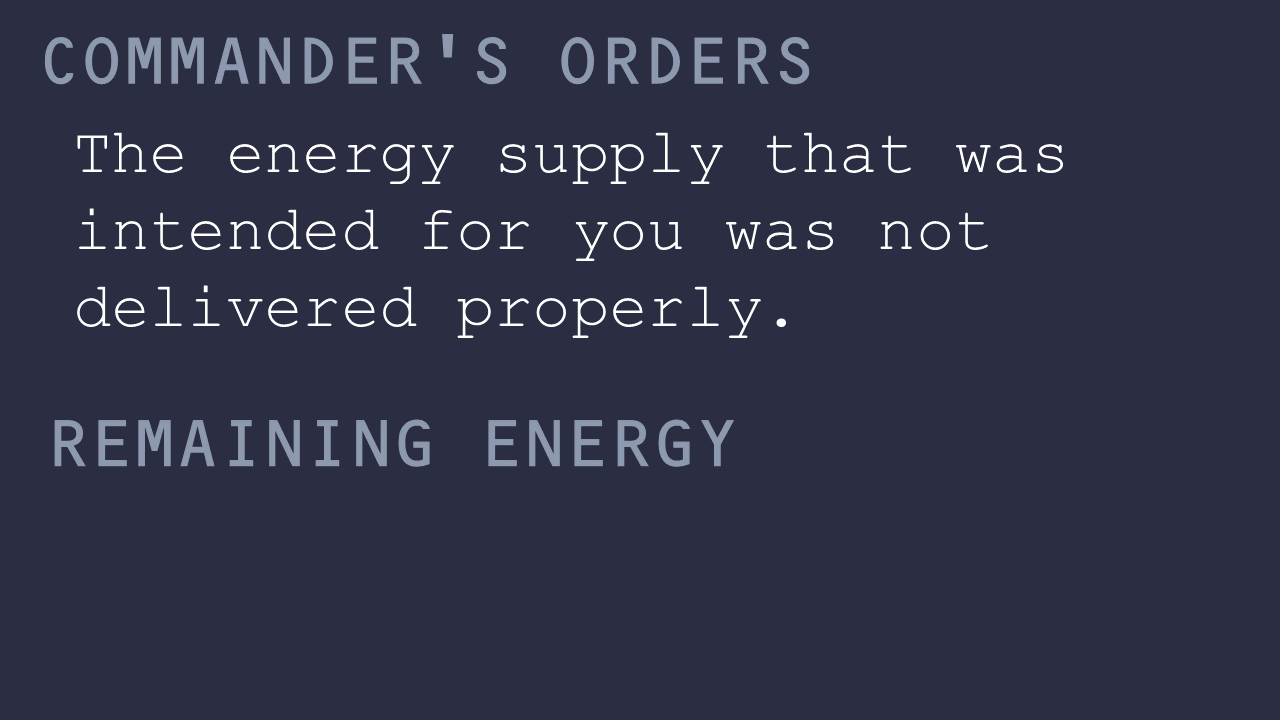 COMMANDER'S ORDERS
The energy supply that was
intended for you was not
delivered properly.
REMAINING ENERGY